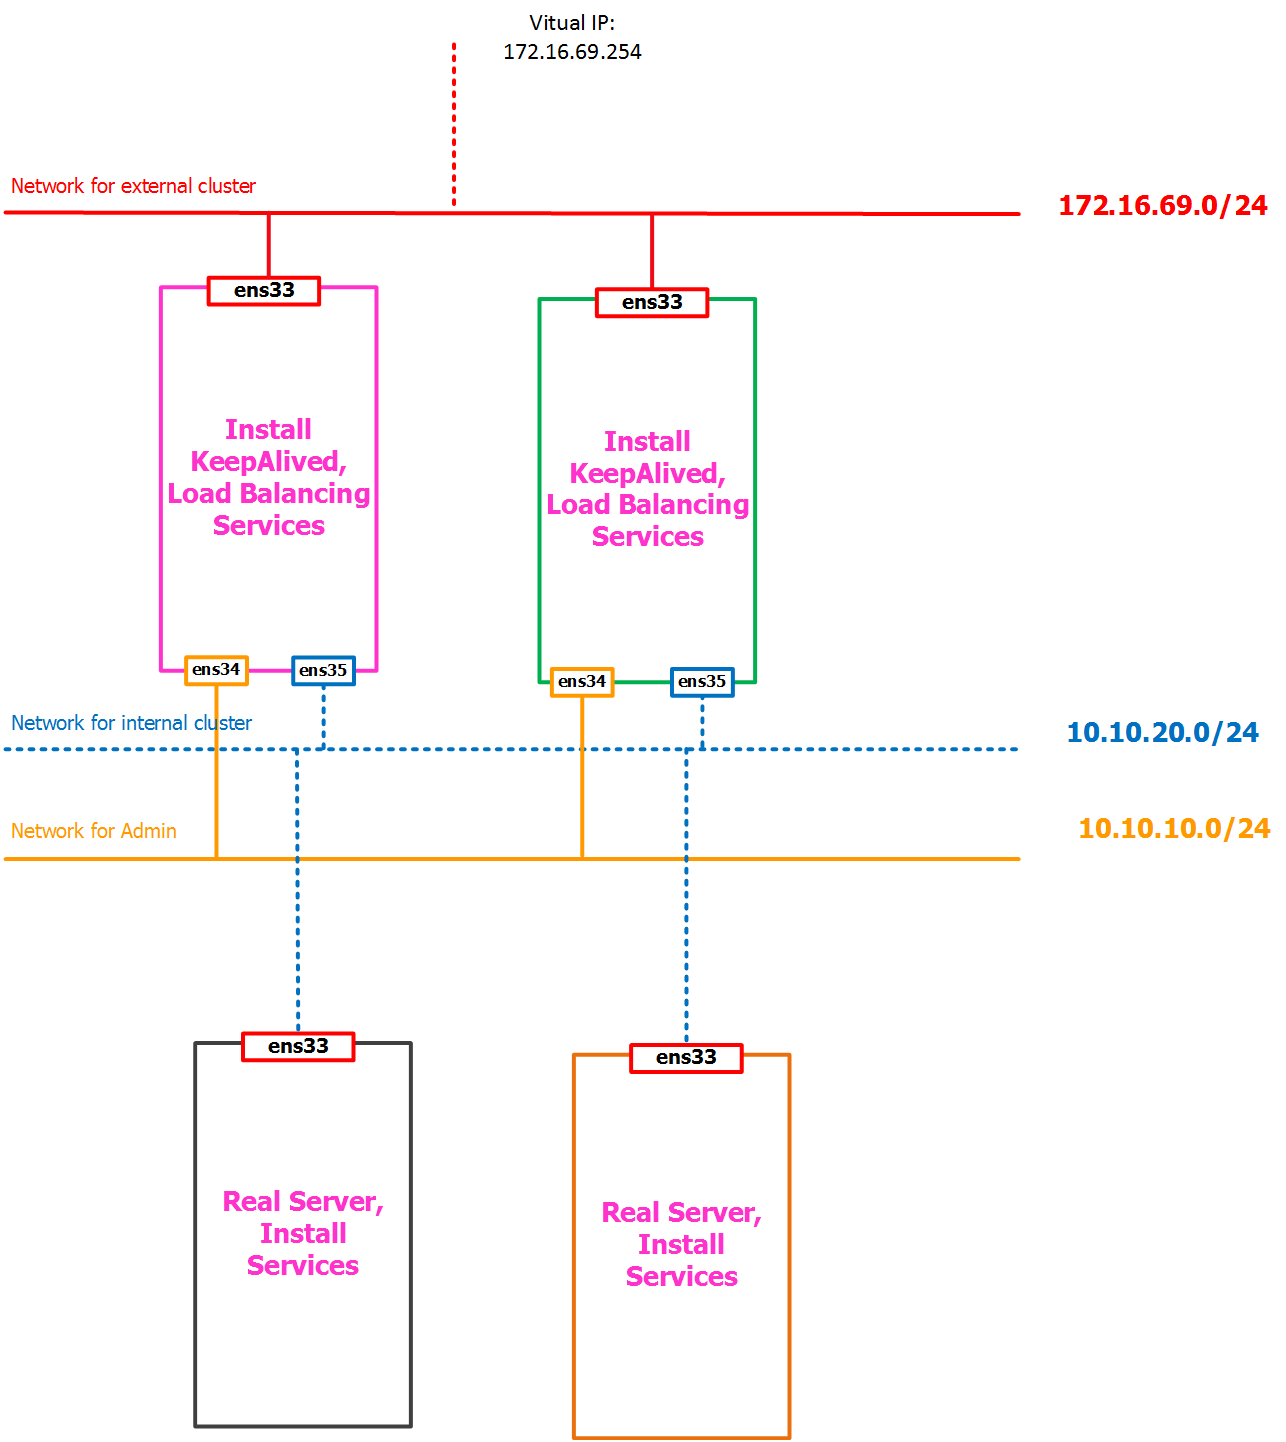 Vitual IP:
172.16.69.254
Network for external cluster
172.16.69.0/24
ens33
ens33
Install
KeepAlived,
Load Balancing
Services
Install
KeepAlived,
Load Balancing
Services
ens34
ens35
ens34
ens35
Network for internal cluster
10.10.20.0/24
Network for Admin
10.10.10.0/24
ens33
ens33
Real Server,
Install
Services
Real Server,
Install
Services